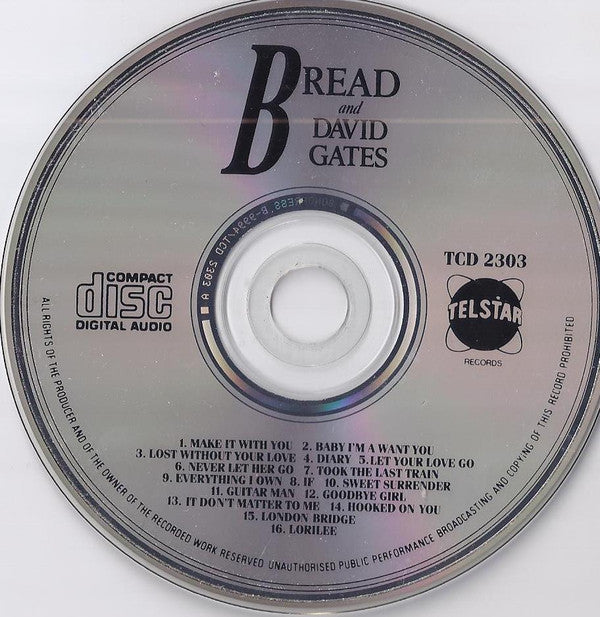 BREAD
and
DAVID
GATES
TCD 2303
COMPACT
disc
DIGITAL AUDIO
TELSTAR
RECORDS
1. MAKE IT WITH YOU 2. BABY I'M A WANT YOU
3. LOST WITHOUT YOUR LOVE 4. DIARY 5. LET YOUR LOVE GO
6. NEVER LET HER GO 7. TOOK THE LAST TRAIN
9. EVERYTHING I OWN 8. IF 10. SWEET SURRENDER
11. GUITAR MAN 12. GOODBYE GIRL
13. IT DON'T MATTER TO ME 14. HOOKED ON YOU
15. LONDON BRIDGE
16. LORILEE
ALL RIGHTS OF THE PRODUCER AND OF THE OWNER OF THE RECORDED WORK RESERVED UNAUTHORISED PUBLIC PERFORMANCE BROADCASTING AND COPYING OF THIS RECORD PROHIBITED